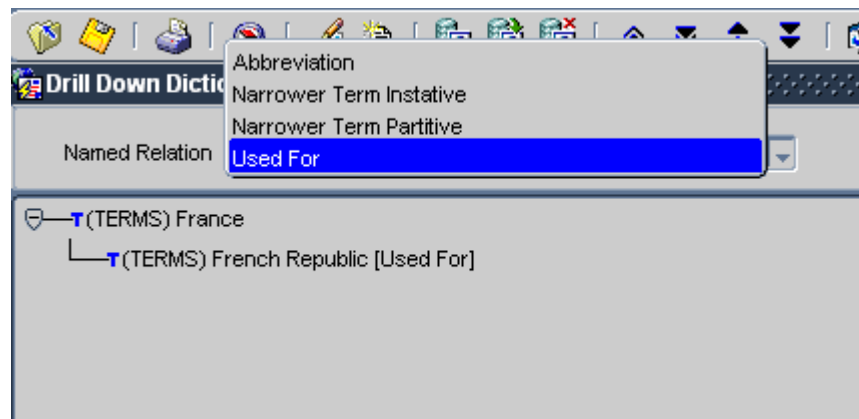 Abbreviation
Drill Down Dictio
Narrower Term Instative
Narrower Term Partitive
Named Relation
Used For
T (TERMS) France
T (TERMS) French Republic [Used For]